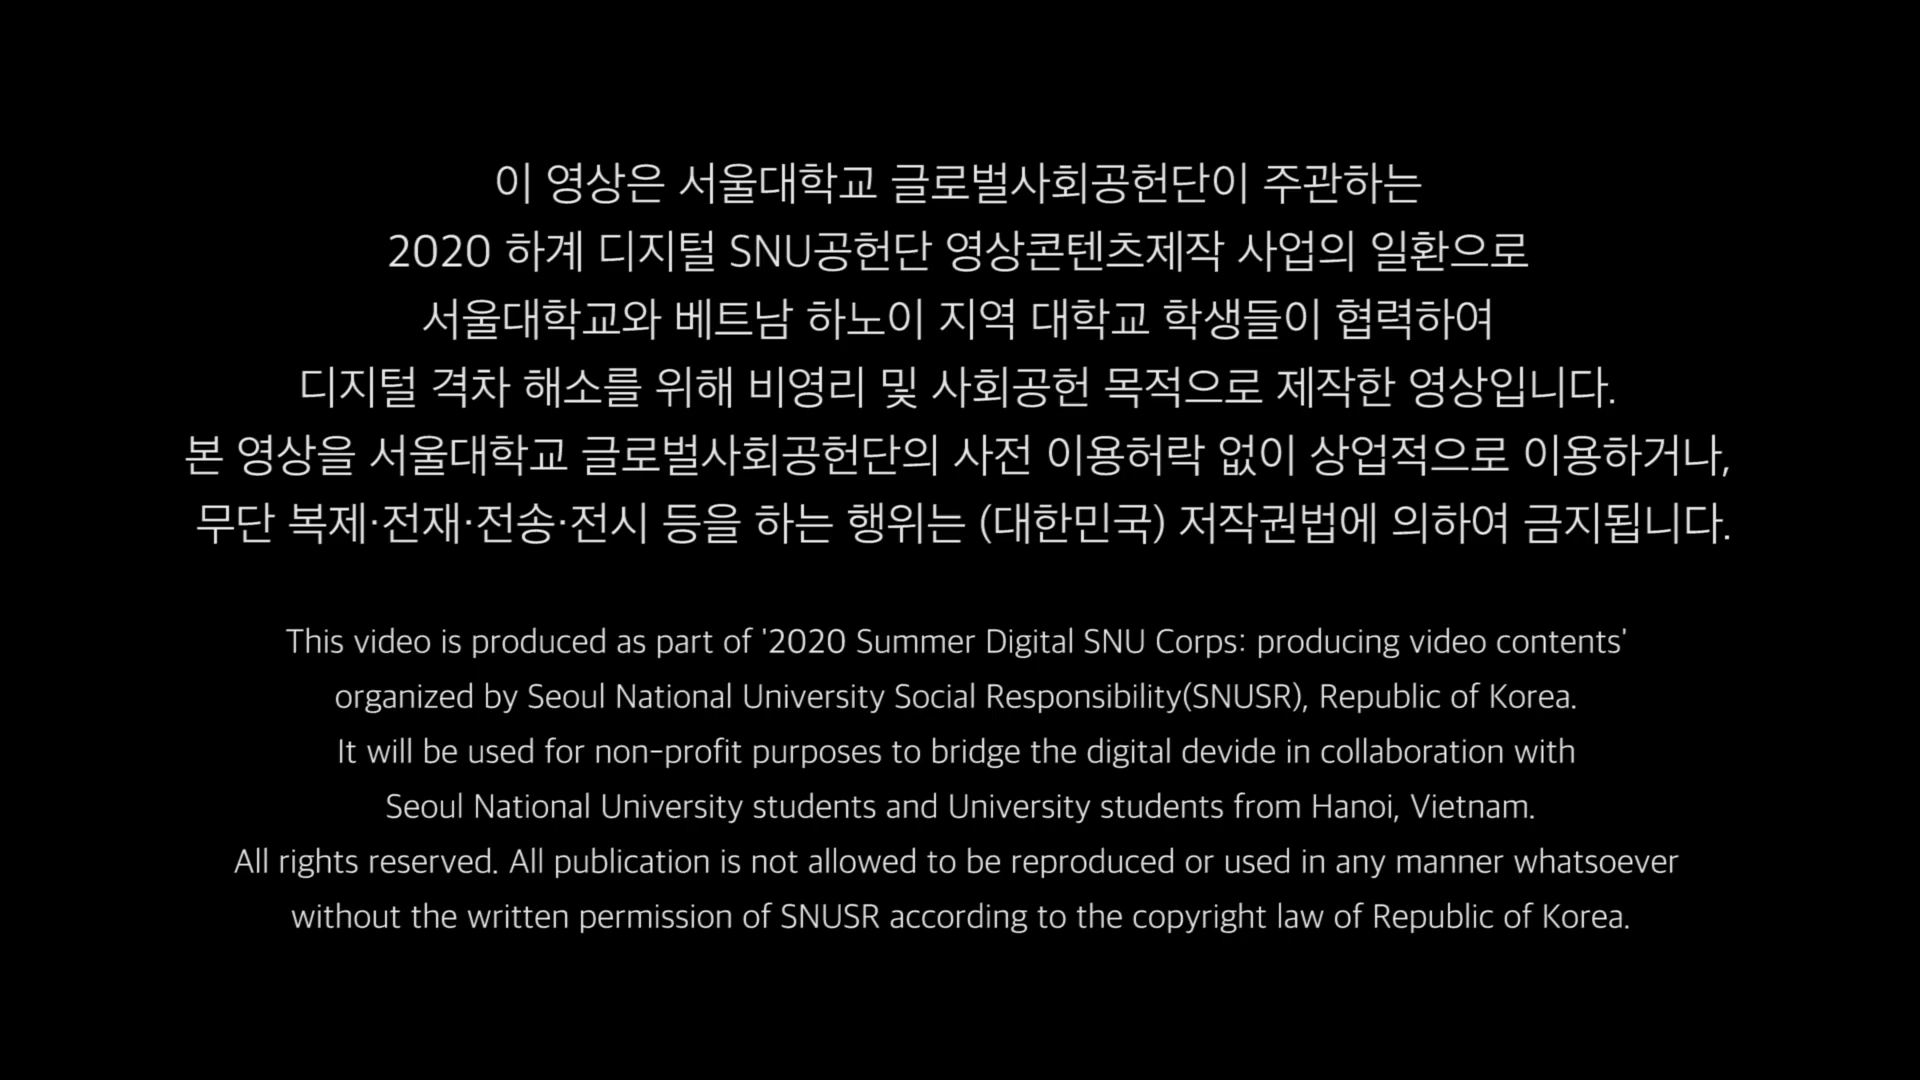 이 영상은 서울대학교 글로벌사회공헌단이 주관하는
2020 하계 디지털 SNU공헌단 영상콘텐츠제작 사업의 일환으로
서울대학교와 베트남 하노이 지역 대학교 학생들이 협력하여
디지털 격차 해소를 위해 비영리 및 사회공헌 목적으로 제작한 영상입니다.
본 영상을 서울대학교 글로벌사회공헌단의 사전 이용허락 없이 상업적으로 이용하거나,
무단 복제·전재·전송·전시 등을 하는 행위는 (대한민국) 저작권법에 의하여 금지됩니다.
This video is produced as part of '2020 Summer Digital SNU Corps: producing video contents'
organized by Seoul National University Social Responsibility(SNUSR), Republic of Korea.
It will be used for non-profit purposes to bridge the digital devide in collaboration with
Seoul National University students and University students from Hanoi, Vietnam.
All rights reserved. All publication is not allowed to be reproduced or used in any manner whatsoever
without the written permission of SNUSR according to the copyright law of Republic of Korea.